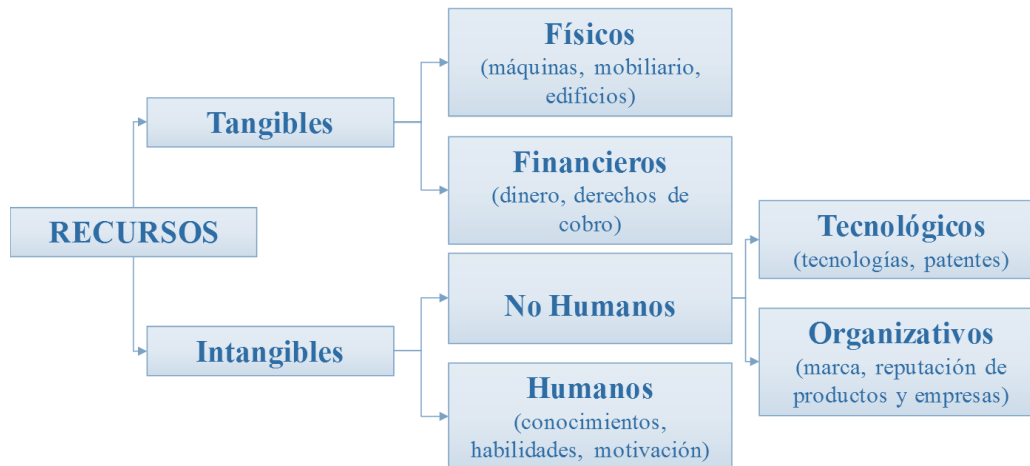 RECURSOS
Tangibles
Físicos
(máquinas, mobiliario,
edificios)
Financieros
(dinero, derechos de
cobro)
Intangibles
No Humanos
Tecnológicos
(tecnologías, patentes)
Organizativos
(marca, reputación de
productos y empresas)
Humanos
(conocimientos,
habilidades, motivación)